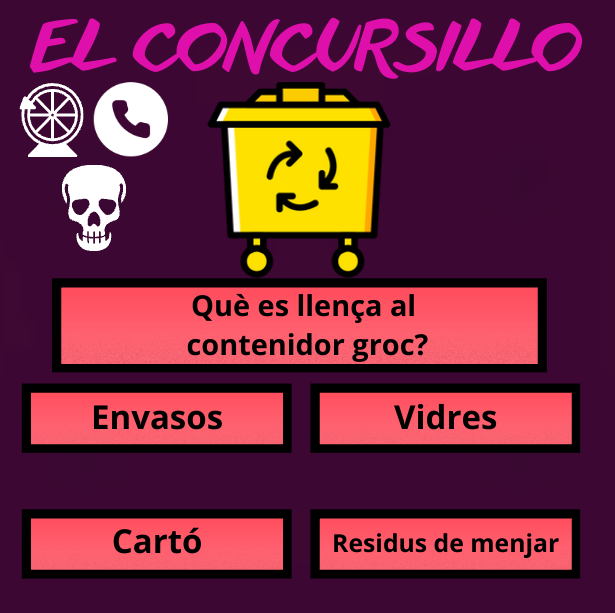 EL CONCURSILLO
Què es llença al
contenidor groc?
Envasos
Vidres
Cartó
Residus de menjar